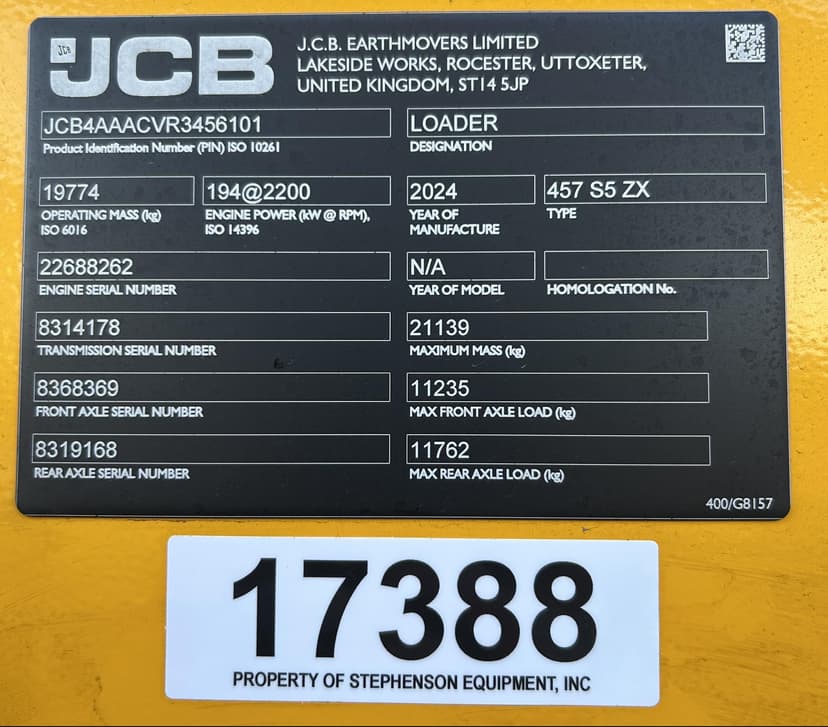 JCB JCB
J.C.B. EARTHMOVERS LIMITED
LAKESIDE WORKS, ROCESTER, UTTOXETER,
UNITED KINGDOM, ST14 5JP
JCB4AAACVR3456101
Product Identification Number (PIN) ISO 10261
LOADER
DESIGNATION
19774
OPERATING MASS (kg)
ISO 6016
194@2200
ENGINE POWER (kW @ RPM),
ISO 14396
2024
YEAR OF
MANUFACTURE
457 S5 ZX
TYPE
22688262
ENGINE SERIAL NUMBER
N/A
YEAR OF MODEL
HOMOLOGATION No.
8314178
TRANSMISSION SERIAL NUMBER
21139
MAXIMUM MASS (kg)
8368369
FRONT AXLE SERIAL NUMBER
11235
MAX FRONT AXLE LOAD (kg)
8319168
REAR AXLE SERIAL NUMBER
11762
MAX REAR AXLE LOAD (kg)
400/G8157
17388
PROPERTY OF STEPHENSON EQUIPMENT, INC